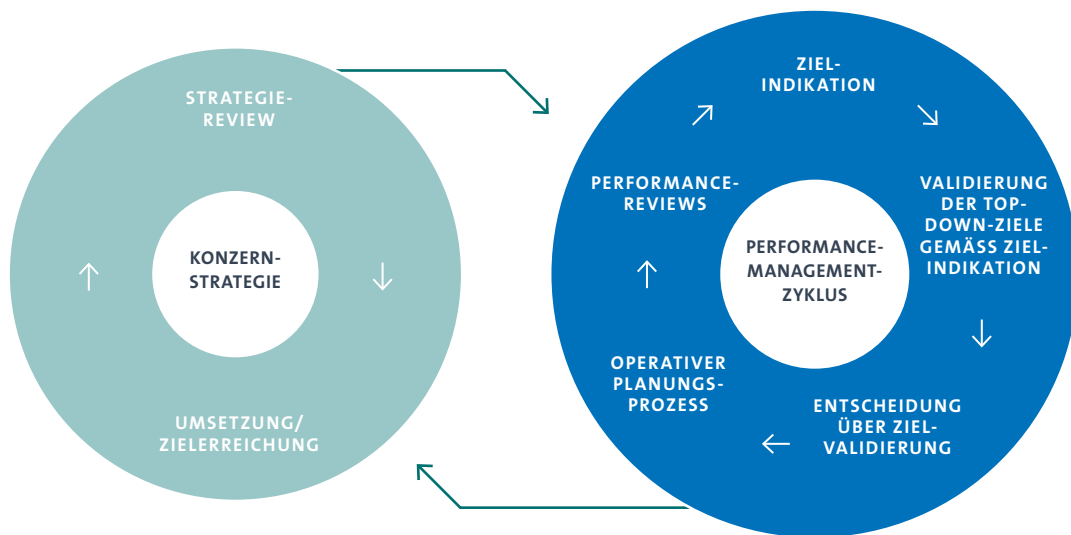 STRATEGIE-
REVIEW
KONZERN-
STRATEGIE
UMSETZUNG/
ZIELERREICHUNG
ZIEL-
INDIKATION
VALIDIERUNG
DER TOP-
DOWN-ZIELE
GEMÄSS ZIEL-
INDIKATION
ENTSCHEIDUNG
ÜBER ZIEL-
VALIDIERUNG
OPERATIVER
PLANUNGS-
PROZESS
PERFORMANCE-
REVIEWS
PERFORMANCE-
MANAGEMENT-
ZYKLUS